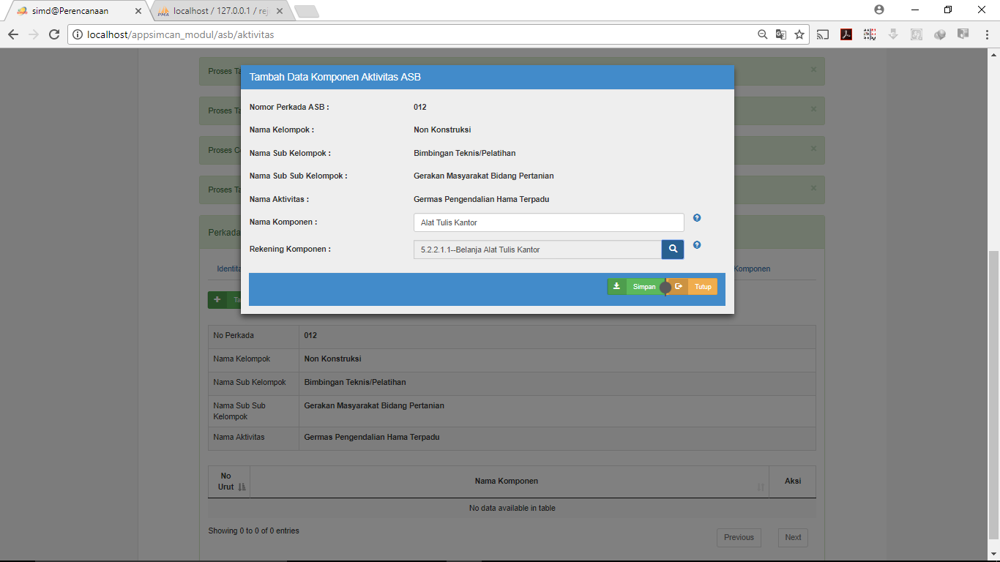 simd@Perencanaan
localhost / 127.0.0.1 / rej
localhost/appsimcan_modul/asb/aktivitas
Proses Ta
Proses Ta
Proses C
Proses Ta
Perkada
Tambah Data Komponen Aktivitas ASB
Nomor Perkada ASB : 012
Nama Kelompok : Non Konstruksi
Nama Sub Kelompok : Bimbingan Teknis/Pelatihan
Nama Sub Sub Kelompok : Gerakan Masyarakat Bidang Pertanian
Nama Aktivitas : Germas Pengendalian Hama Terpadu
Nama Komponen : Alat Tulis Kantor
Rekening Komponen : 5.2.2.1.1--Belanja Alat Tulis Kantor
Identita Komponen
Simpan Tutup
Ta
No Perkada 012
Nama Kelompok Non Konstruksi
Nama Sub Kelompok Bimbingan Teknis/Pelatihan
Nama Sub Sub Kelompok Gerakan Masyarakat Bidang Pertanian
Nama Aktivitas Germas Pengendalian Hama Terpadu
No Urut Nama Komponen Aksi
No data available in table
Showing 0 to 0 of 0 entries
Previous Next